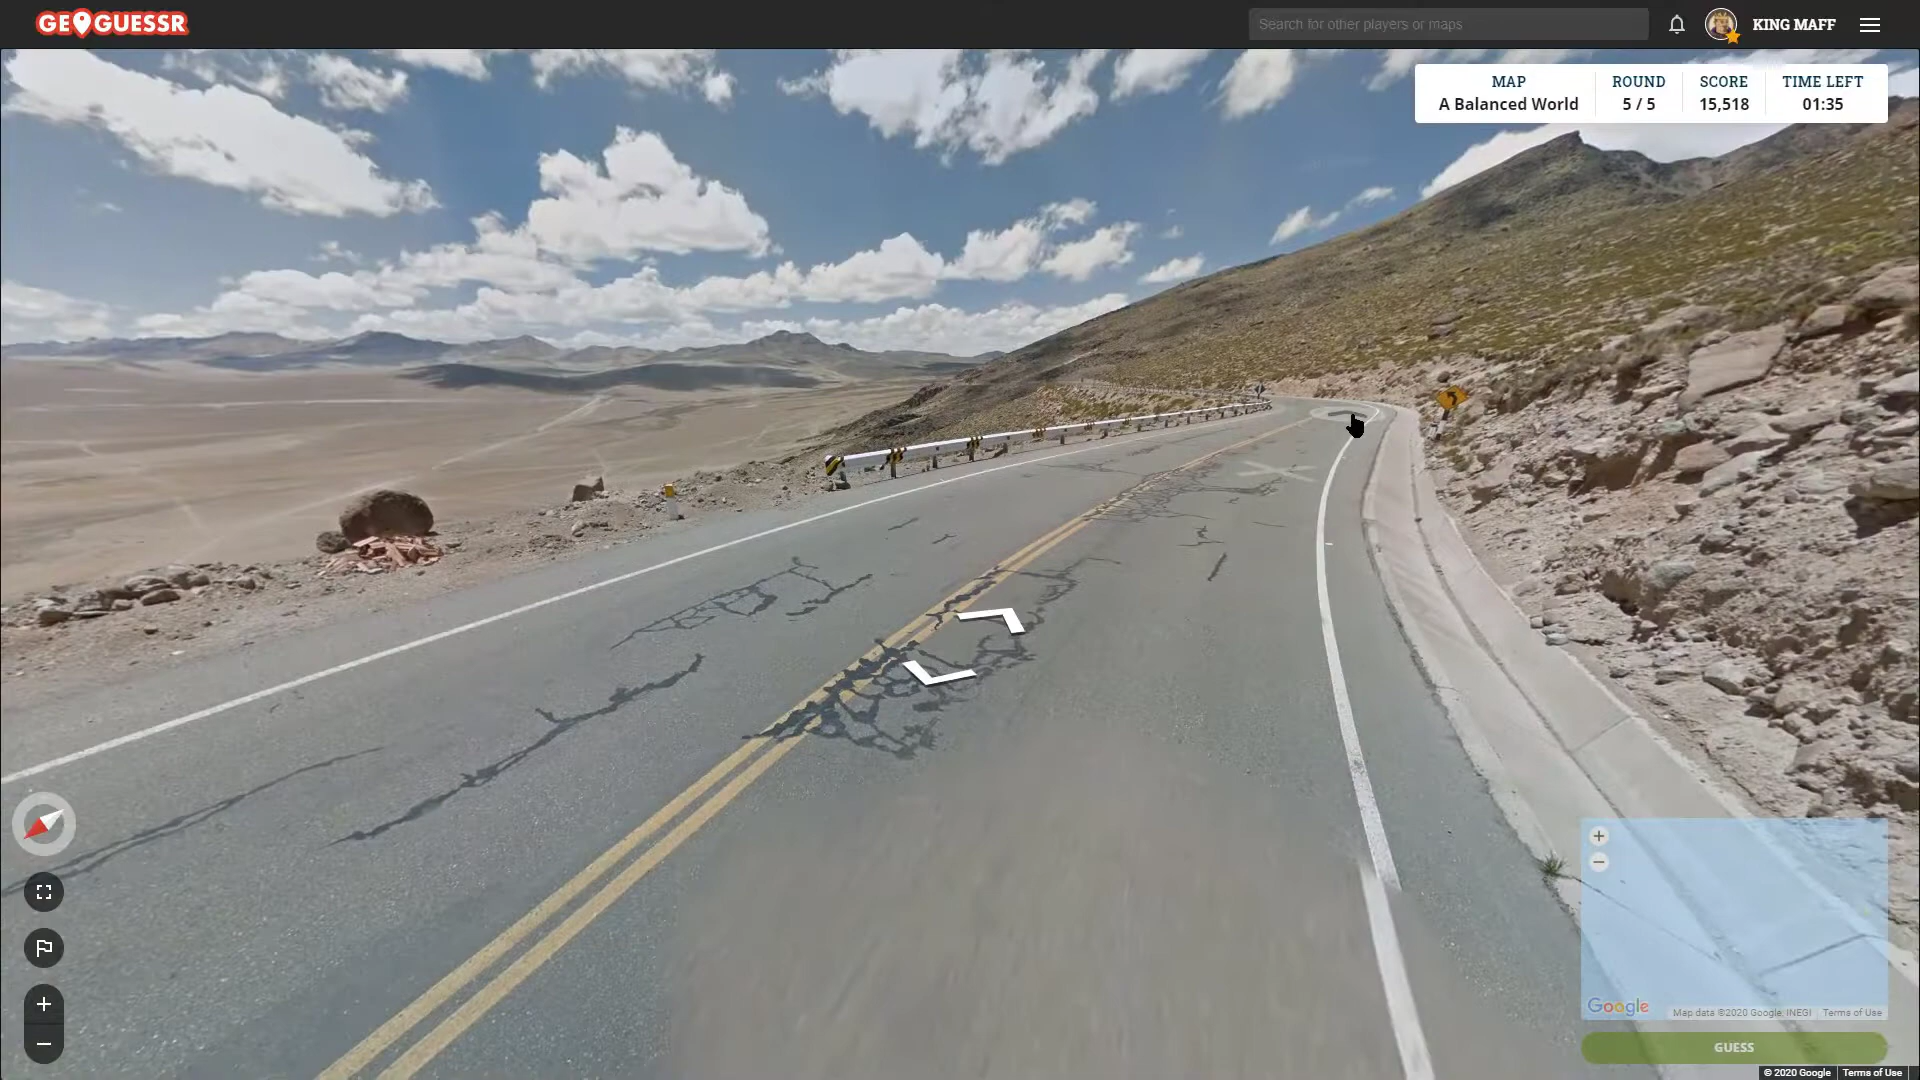 GEOGUESSR
Search for other players or maps
KING MAFF
MAP
A Balanced World
ROUND
5 / 5
SCORE
15,518
TIME LEFT
01:35
Google
Map data ©2020 Google, INEGI
Terms of Use
GUESS
© 2020 Google
Terms of Use